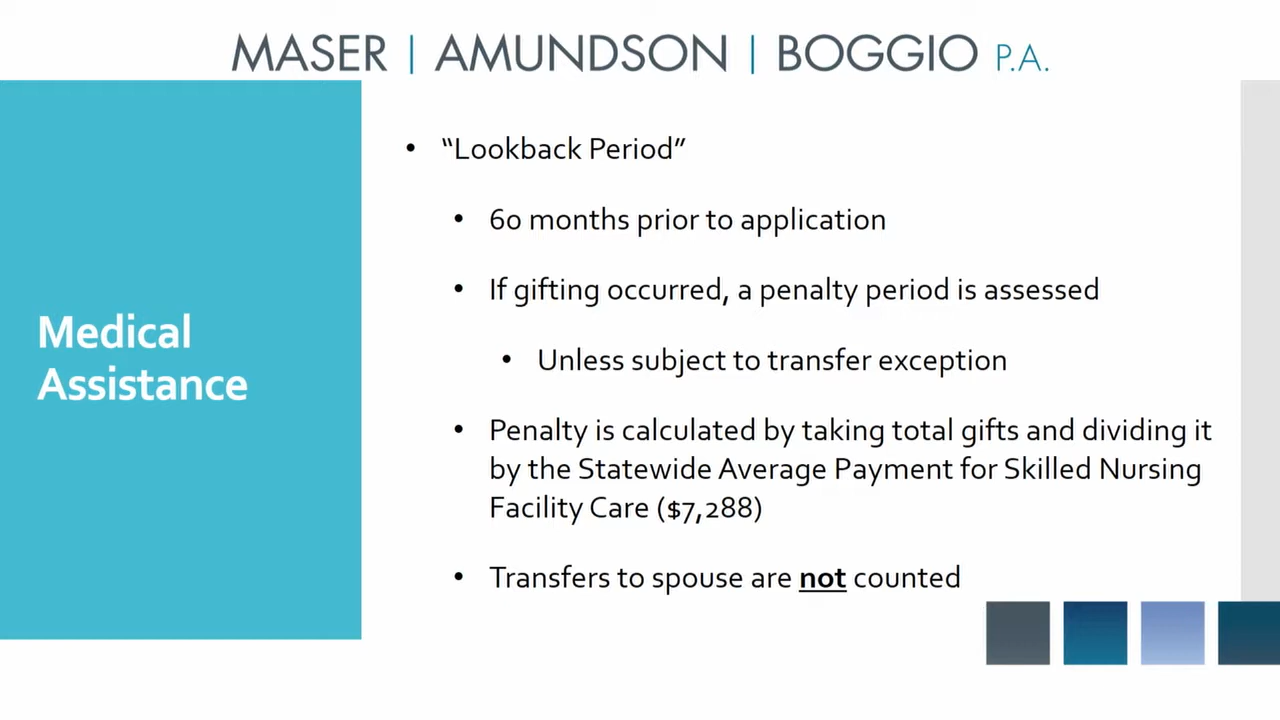 MASER | AMUNDSON | BOGGIO P.A.
Medical
Assistance
• “Lookback Period”
• 60 months prior to application
• If gifting occurred, a penalty period is assessed
• Unless subject to transfer exception
• Penalty is calculated by taking total gifts and dividing it
by the Statewide Average Payment for Skilled Nursing
Facility Care ($7,288)
• Transfers to spouse are not counted